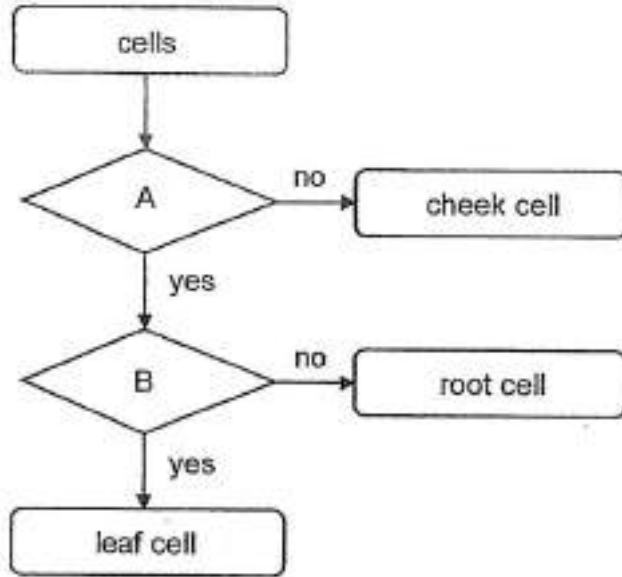 cells
A
no
cheek cell
yes
B
no
root cell
yes
leaf cell